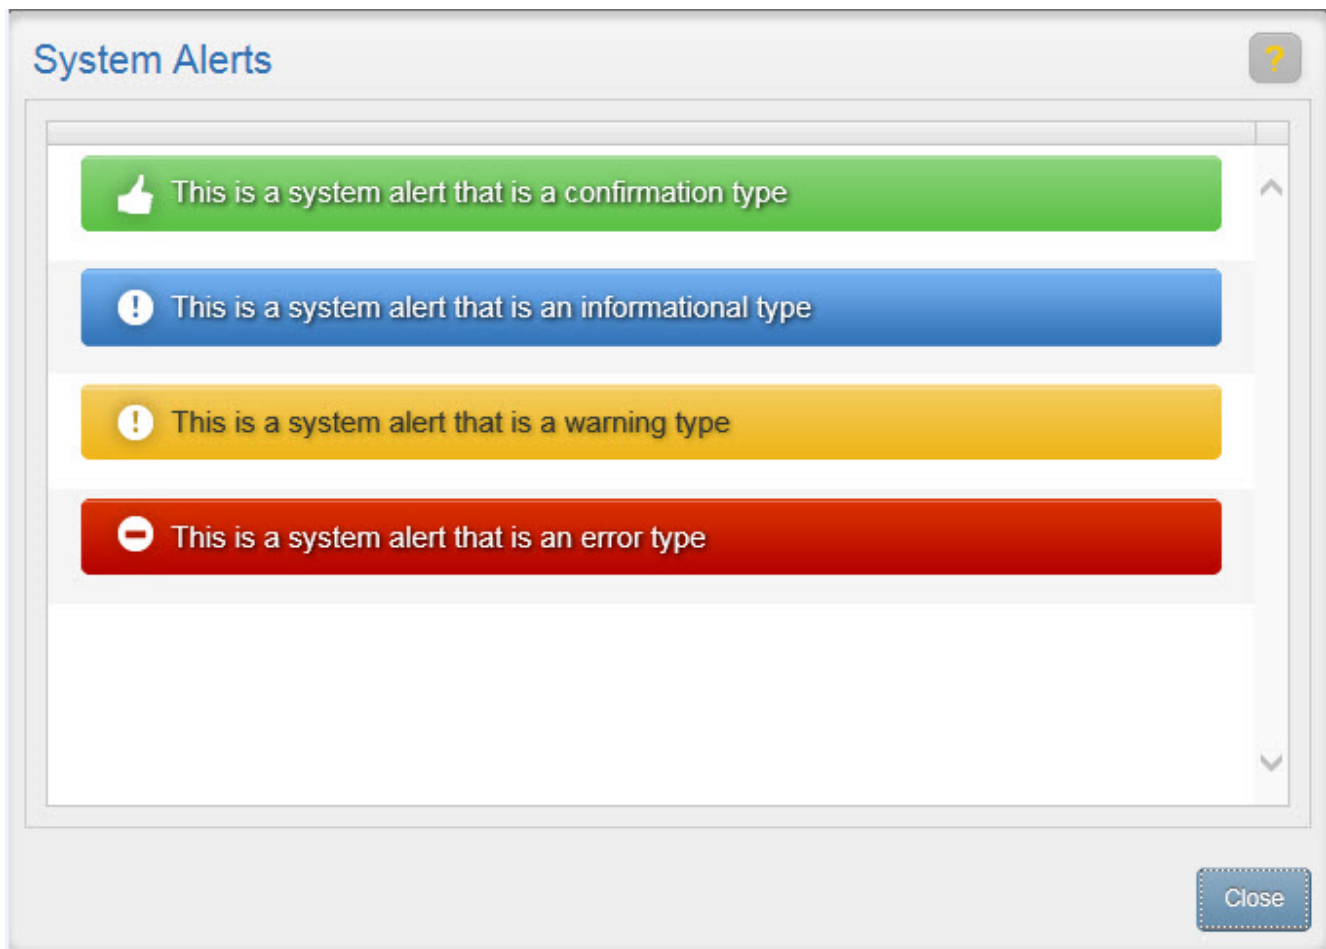 System Alerts
?
This is a system alert that is a confirmation type
This is a system alert that is an informational type
This is a system alert that is a warning type
This is a system alert that is an error type
Close